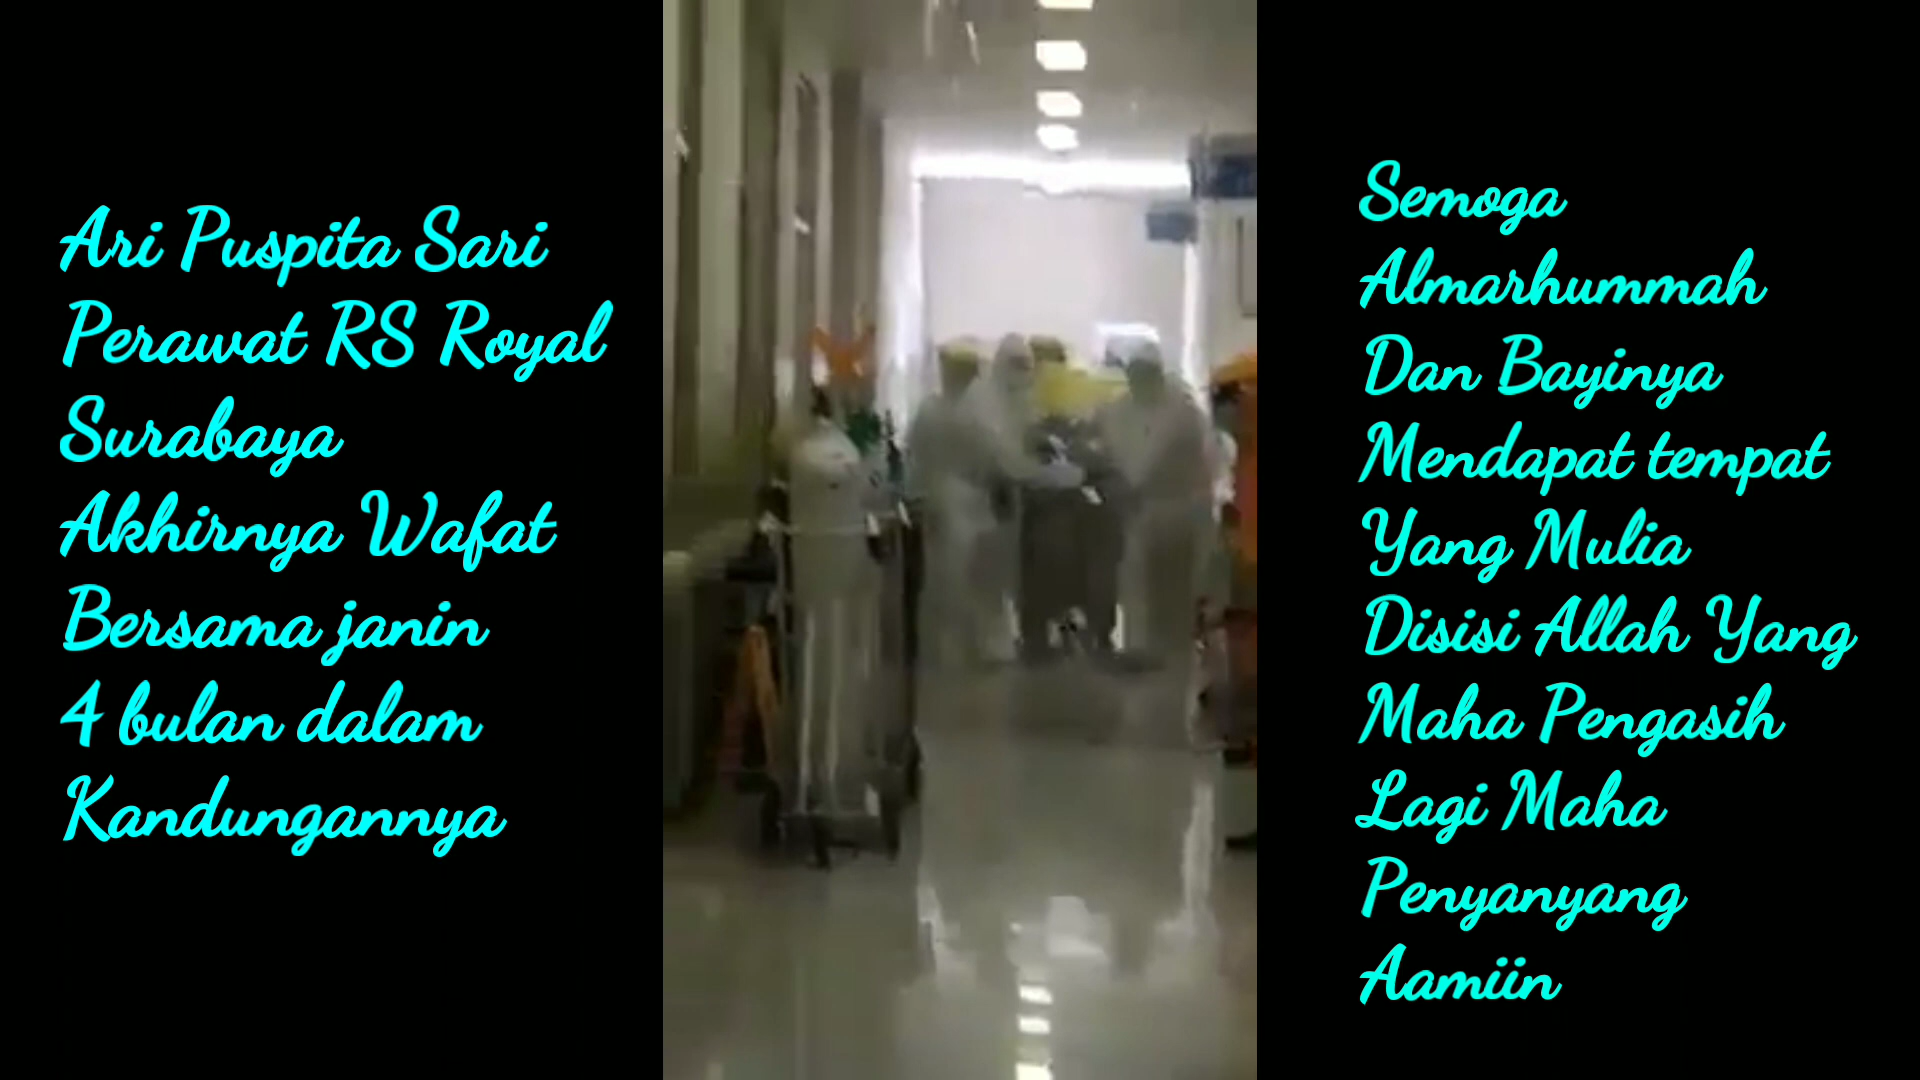 Ari Puspita Sari
Perawat RS Royal
Surabaya
Akhirnya Wafat
Bersama janin
4 bulan dalam
Kandungannya
Semoga
Almarhummah
Dan Bayinya
Mendapat tempat
Yang Mulia
Disisi Allah Yang
Maha Pengasih
Lagi Maha
Penyanyang
Aamiin